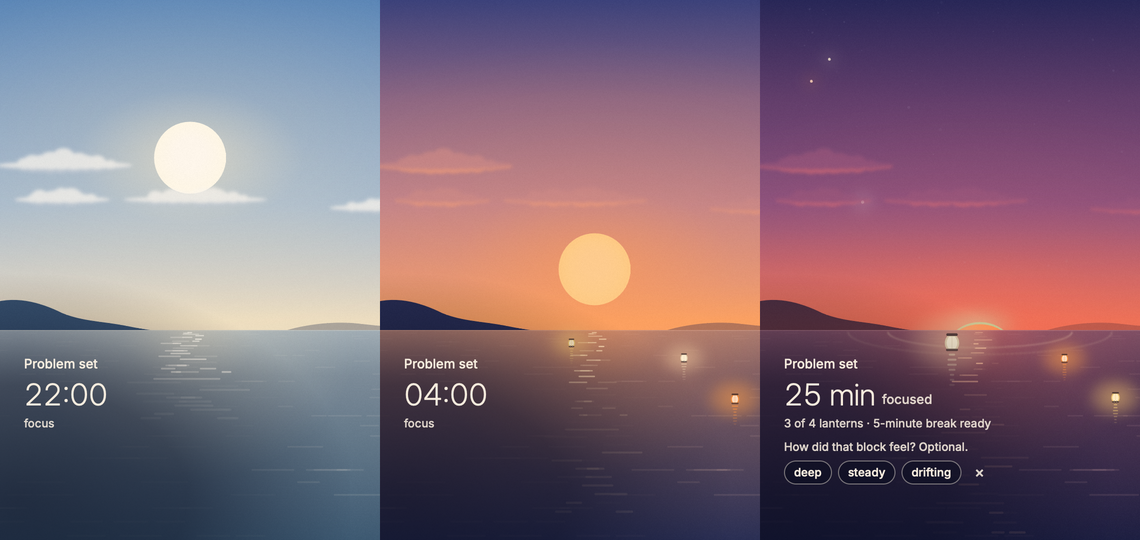 Problem set
22:00
focus
Problem set
04:00
focus
Problem set
25 min focused
3 of 4 lanterns · 5-minute break ready
How did that block feel? Optional.
deep steady drifting ×